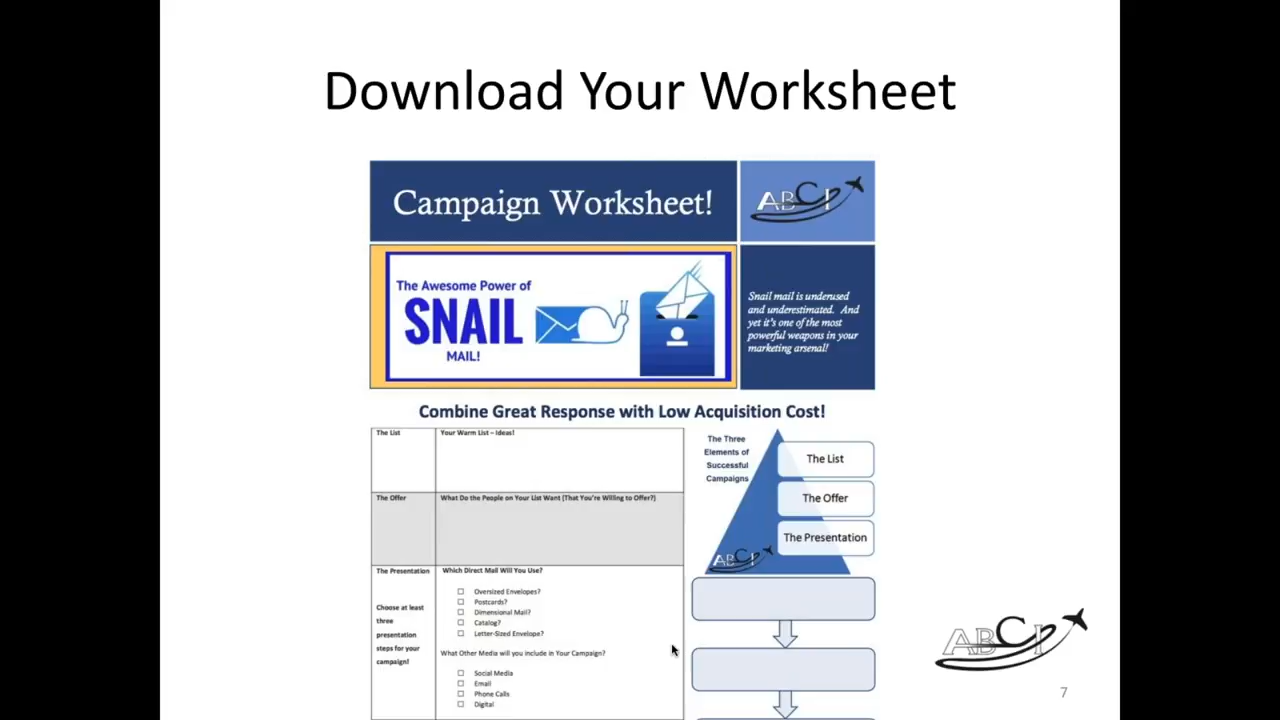 Download Your Worksheet
Campaign Worksheet!
ABCI
The Awesome Power of
SNAIL
MAIL!
Snail mail is underused
and underestimated. And
yet it's one of the most
powerful weapons in your
marketing arsenal!
Combine Great Response with Low Acquisition Cost!
The List
Your Warm List – Ideas!
The Offer
What Do the People on Your List Want (That You're Willing to Offer?)
The Presentation
Choose at least
three
presentation
steps for your
campaign!
Which Direct Mail Will You Use?
Oversized Envelopes?
Postcards?
Dimensional Mail?
Catalog?
Letter-Sized Envelope?
What Other Media will you include in Your Campaign?
Social Media
Email
Phone Calls
Digital
The Three
Elements of
Successful
Campaigns
The List
The Offer
The Presentation
ABCI
ABCI
7